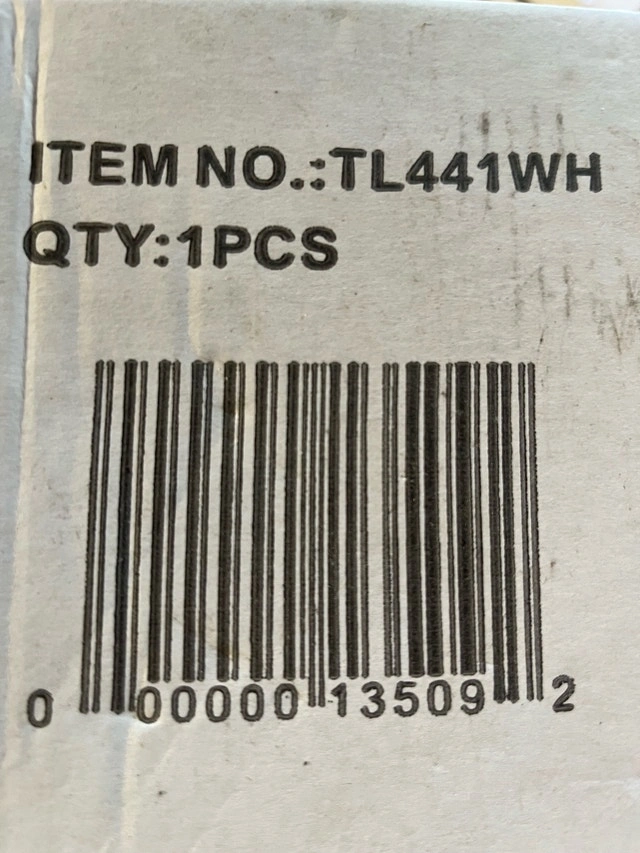 ITEM NO.:TL441WH
QTY:1PCS
0 00000 13509 2